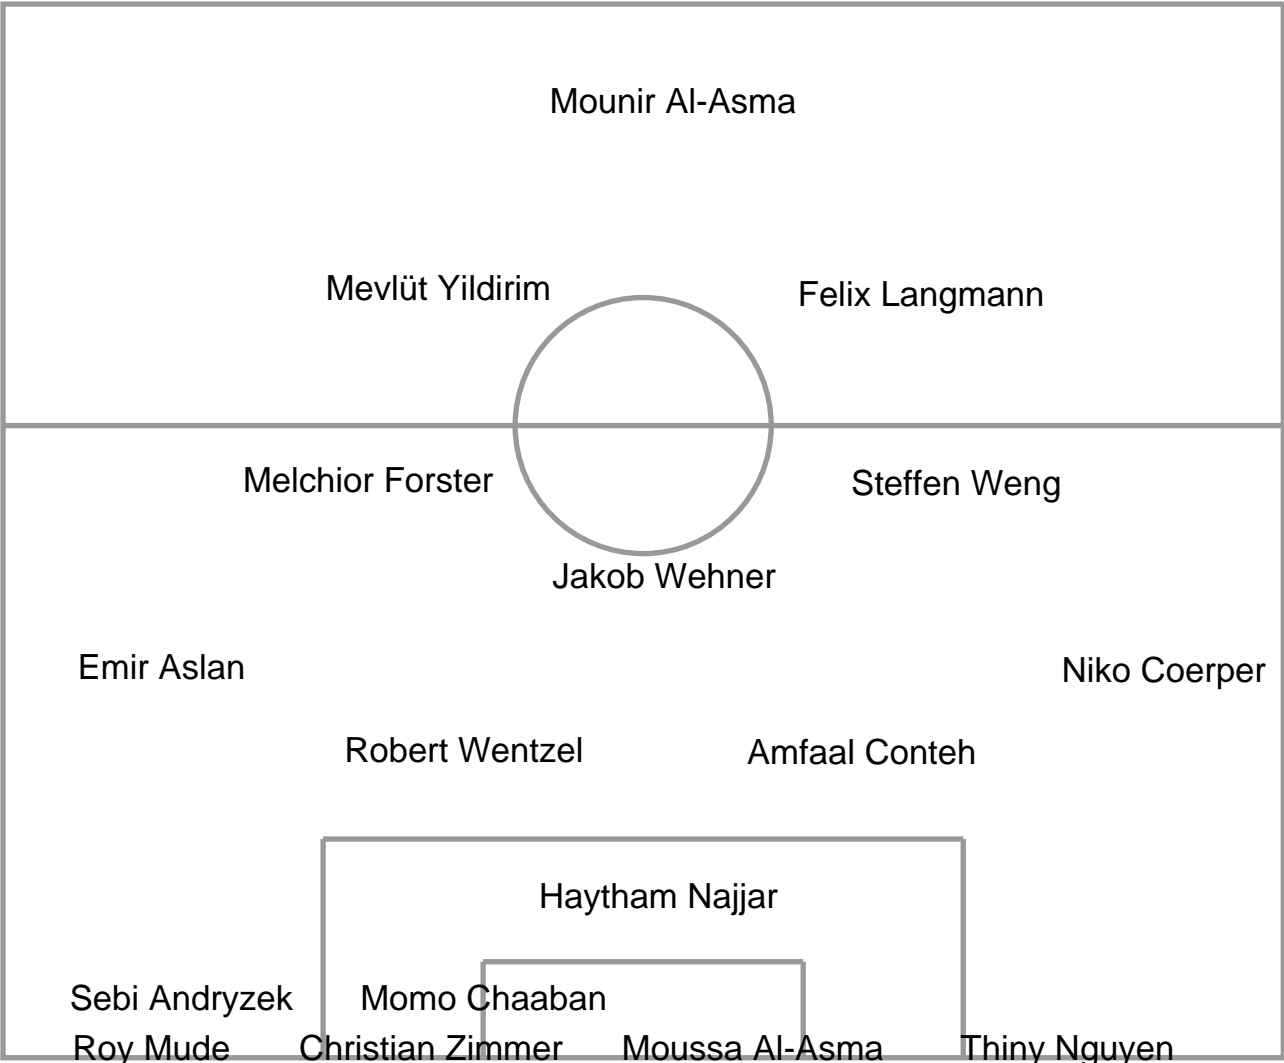 Mounir Al-Asma
Mevlüt Yildirim
Felix Langmann
Melchior Forster
Steffen Weng
Jakob Wehner
Emir Aslan
Niko Coerper
Robert Wentzel
Amfaal Conteh
Haytham Najjar
Sebi Andryzek
Momo Chaaban
Roy Mude
Christian Zimmer
Moussa Al-Asma
Thiny Nguyen